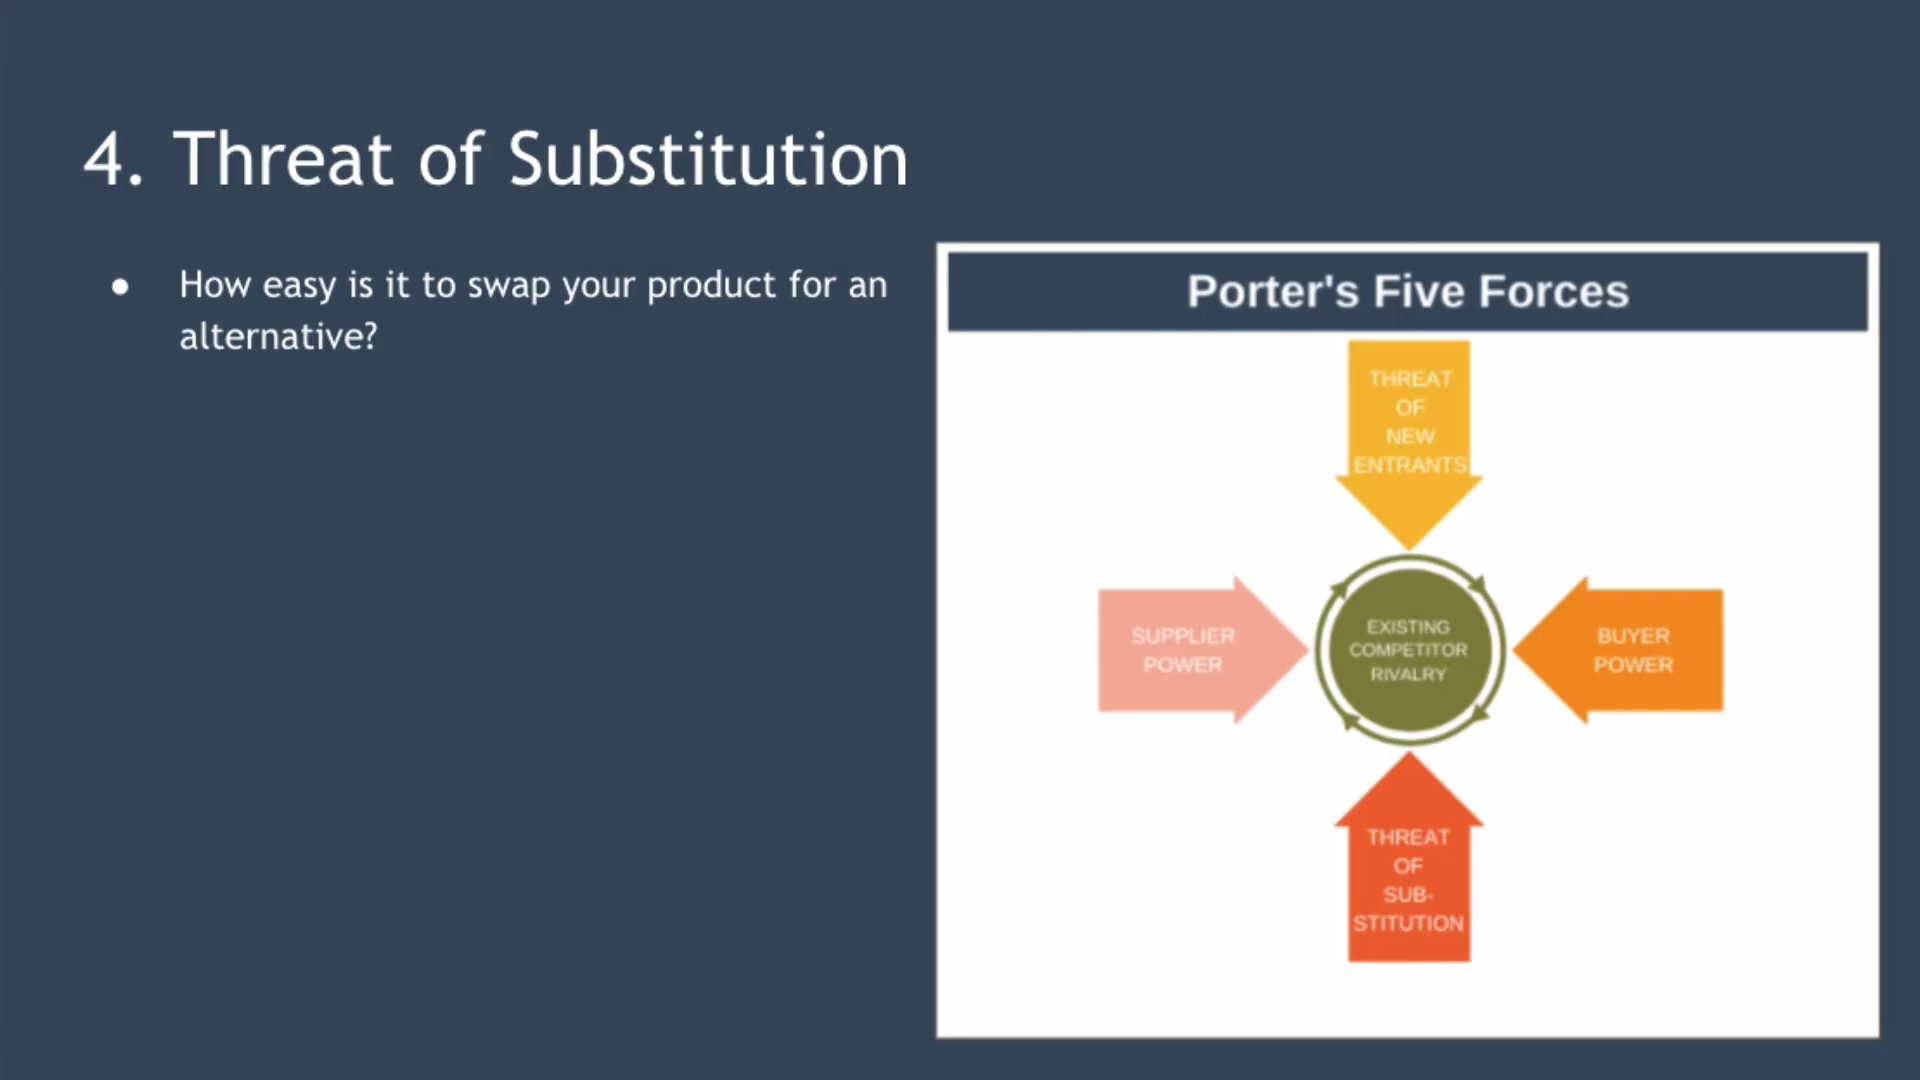 4. Threat of Substitution
● How easy is it to swap your product for an
alternative?
Porter's Five Forces
THREAT
OF
NEW
ENTRANTS
SUPPLIER
POWER
EXISTING
COMPETITOR
RIVALRY
BUYER
POWER
THREAT
OF
SUB-
STITUTION